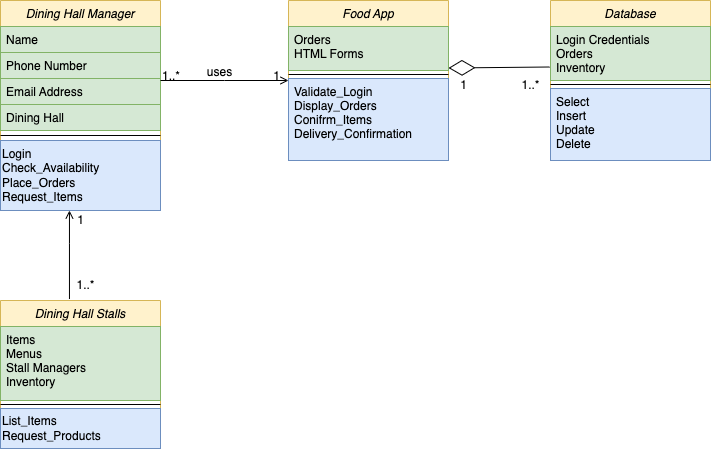 Dining Hall Manager
Name
Phone Number
Email Address
Dining Hall
Login
Check_Availability
Place_Orders
Request_Items
1..*
uses
1
Food App
Orders
HTML Forms
Validate_Login
Display_Orders
Conifrm_Items
Delivery_Confirmation
1
1..*
Database
Login Credentials
Orders
Inventory
Select
Insert
Update
Delete
1
1..*
Dining Hall Stalls
Items
Menus
Stall Managers
Inventory
List_Items
Request_Products